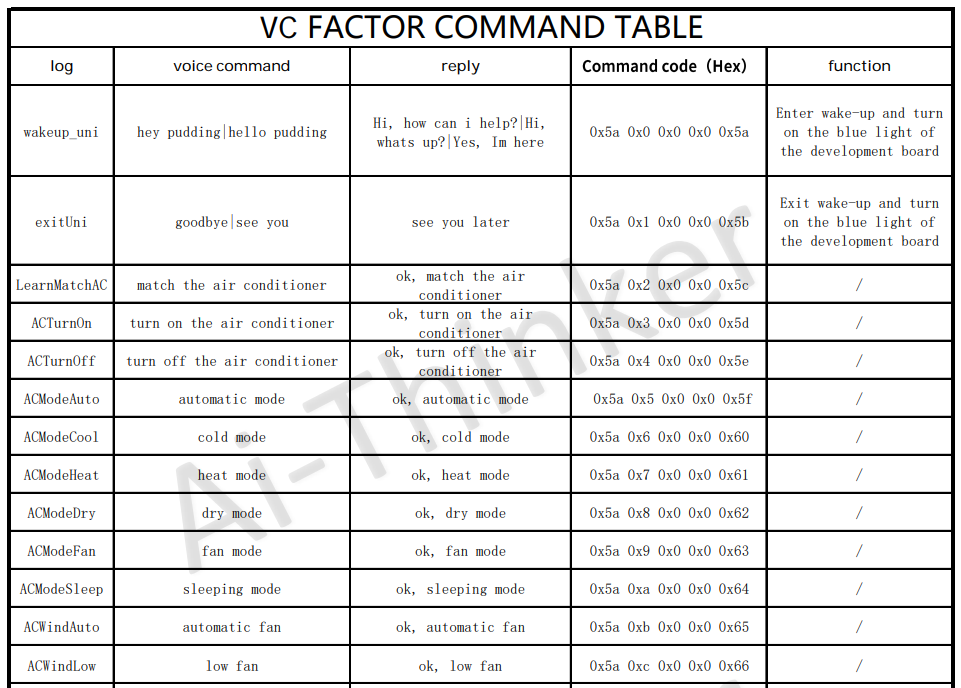 VC FACTOR COMMAND TABLE
log voice command reply Command code（Hex） function
wakeup_uni hey pudding|hello pudding Hi, how can i help?|Hi, whats up?|Yes, Im here 0x5a 0x0 0x0 0x0 0x5a Enter wake-up and turn on the blue light of the development board
exitUni goodbye|see you see you later 0x5a 0x1 0x0 0x0 0x5b Exit wake-up and turn on the blue light of the development board
LearnMatchAC match the air conditioner ok, match the air conditioner 0x5a 0x2 0x0 0x0 0x5c /
ACTurnOn turn on the air conditioner ok, turn on the air conditioner 0x5a 0x3 0x0 0x0 0x5d /
ACTurnOff turn off the air conditioner ok, turn off the air conditioner 0x5a 0x4 0x0 0x0 0x5e /
ACModeAuto automatic mode ok, automatic mode 0x5a 0x5 0x0 0x0 0x5f /
ACModeCool cold mode ok, cold mode 0x5a 0x6 0x0 0x0 0x60 /
ACModeHeat heat mode ok, heat mode 0x5a 0x7 0x0 0x0 0x61 /
ACModeDry dry mode ok, dry mode 0x5a 0x8 0x0 0x0 0x62 /
ACModeFan fan mode ok, fan mode 0x5a 0x9 0x0 0x0 0x63 /
ACModeSleep sleeping mode ok, sleeping mode 0x5a 0xa 0x0 0x0 0x64 /
ACWindAuto automatic fan ok, automatic fan 0x5a 0xb 0x0 0x0 0x65 /
ACWindLow low fan ok, low fan 0x5a 0xc 0x0 0x0 0x66 /
Ai-Thinker